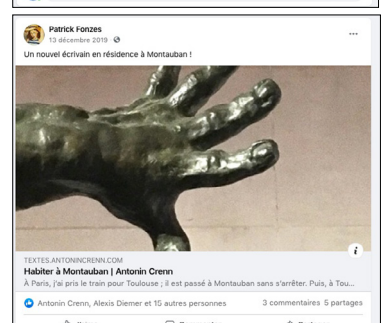 Patrick Fonzes
13 décembre 2019
Un nouvel écrivain en résidence à Montauban !
TEXTES.ANTONINCRENN.COM
Habiter à Montauban | Antonin Crenn
À Paris, j'ai pris le train pour Toulouse ; il est passé à Montauban sans s'arrêter. Puis, à Tou...
Antonin Crenn, Alexis Diemer et 15 autres personnes 3 commentaires 5 partages